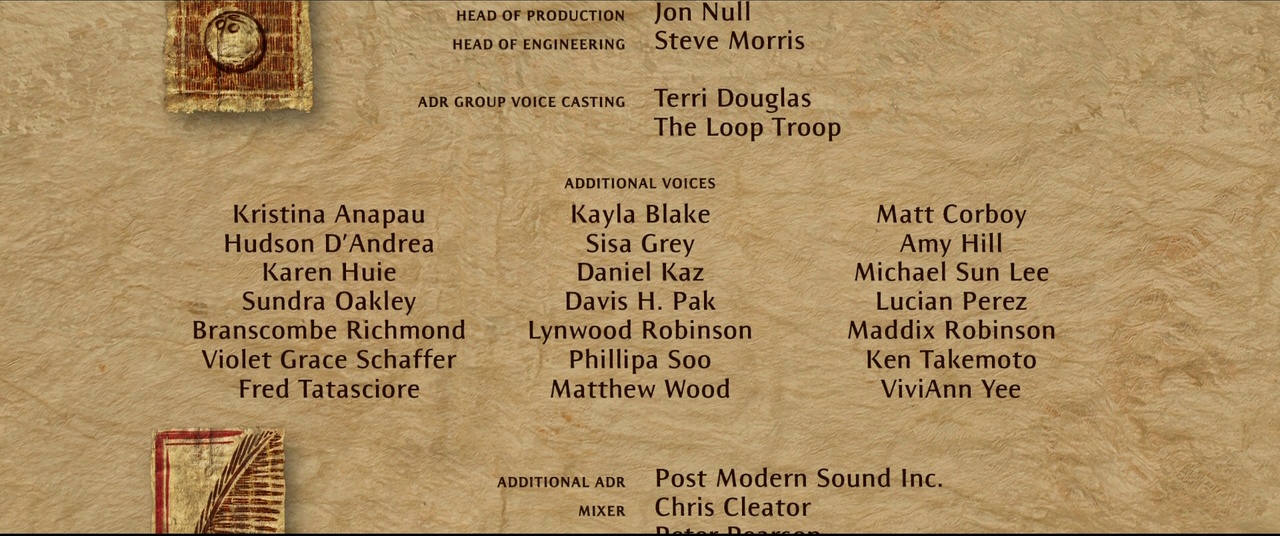 HEAD OF PRODUCTION Jon Null
HEAD OF ENGINEERING Steve Morris
ADR GROUP VOICE CASTING Terri Douglas
The Loop Troop
ADDITIONAL VOICES
Kristina Anapau Kayla Blake Matt Corboy
Hudson D'Andrea Sisa Grey Amy Hill
Karen Huie Daniel Kaz Michael Sun Lee
Sundra Oakley Davis H. Pak Lucian Perez
Branscombe Richmond Lynwood Robinson Maddix Robinson
Violet Grace Schaffer Phillipa Soo Ken Takemoto
Fred Tatasciore Matthew Wood ViviAnn Yee
ADDITIONAL ADR Post Modern Sound Inc.
MIXER Chris Cleator
Peter Pearson